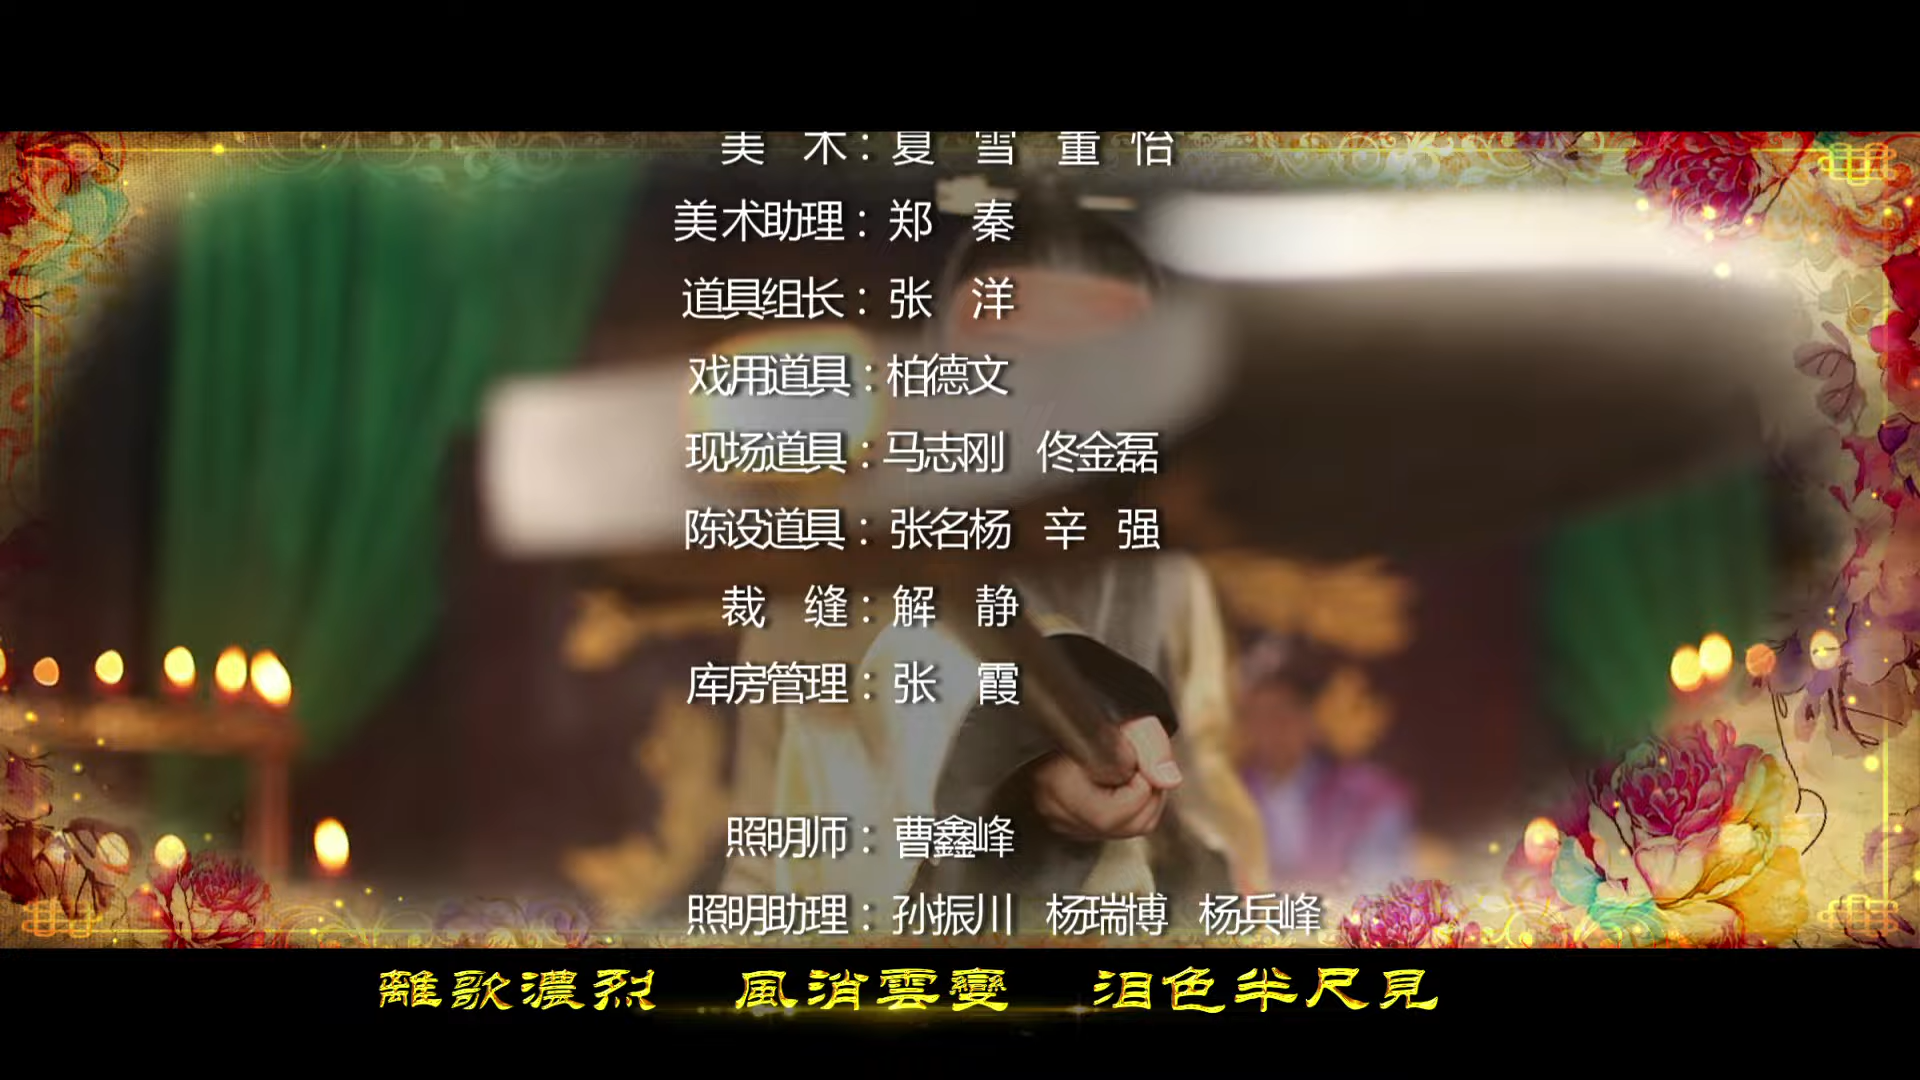 美 术：夏 雪 董 怡
美术助理：郑 秦
道具组长：张 洋
戏用道具：柏德文
现场道具：马志刚 佟金磊
陈设道具：张名杨 辛 强
裁 缝：解 静
库房管理：张 霞
照明师：曹鑫峰
照明助理：孙振川 杨瑞博 杨兵峰
離歌濃烈 風消雲變 泪色半尺見